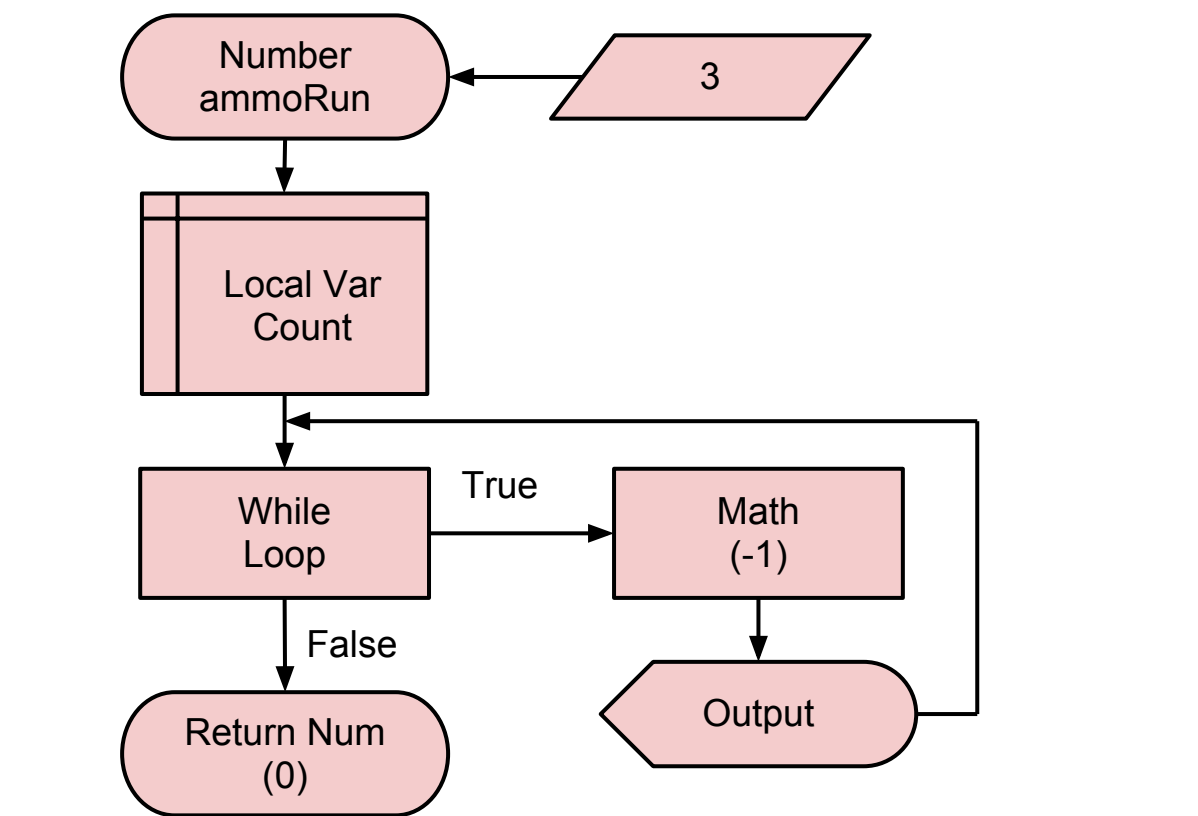 Number
ammoRun
3
Local Var
Count
While
Loop
True
Math
(-1)
False
Output
Return Num
(0)